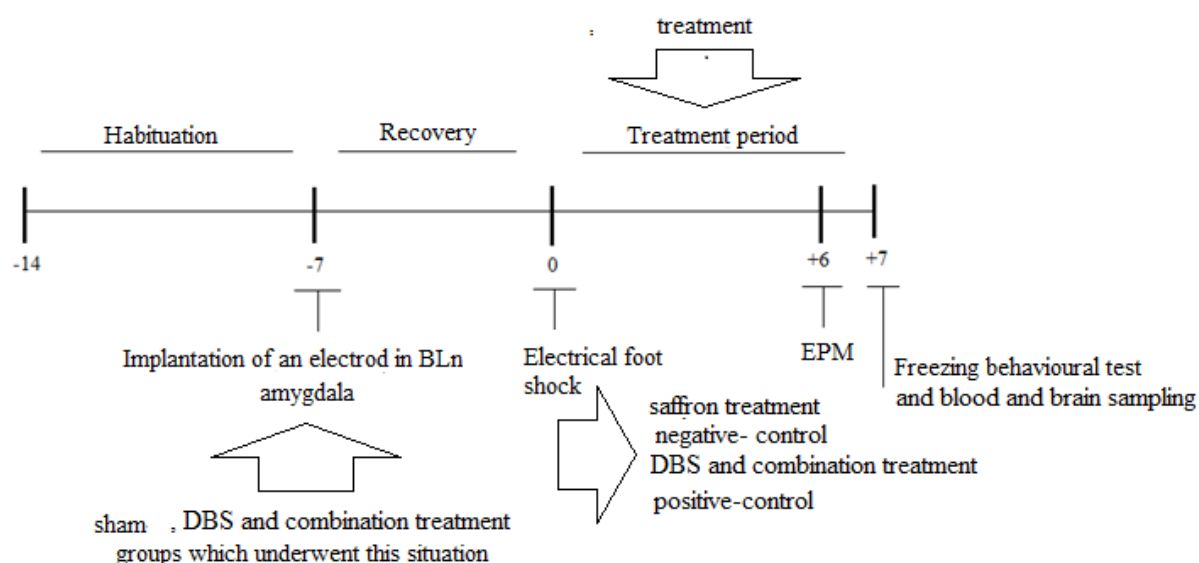 treatment
Habituation
Recovery
Treatment period
-14
-7
0
+6
+7
Implantation of an electrod in BLn
amygdala
Electrical foot
shock
EPM
Freezing behavioural test
and blood and brain sampling
saffron treatment
negative- control
DBS and combination treatment
positive-control
sham , DBS and combination treatment
groups which underwent this situation